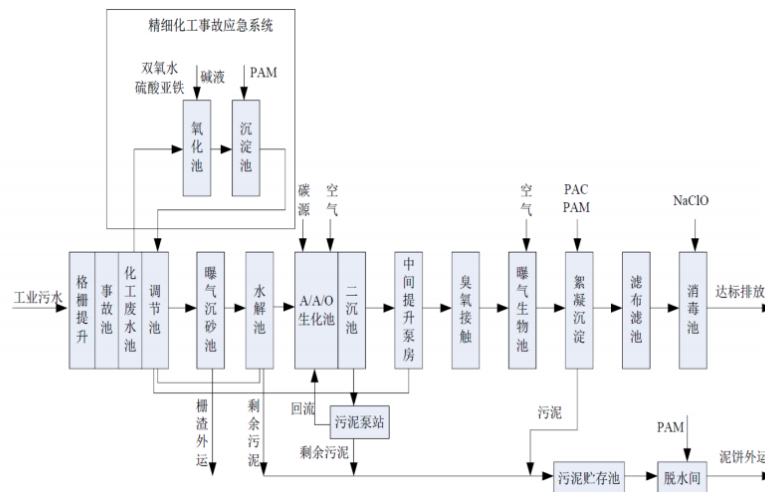 精细化工事故应急系统
双氧水
硫酸亚铁
碱液
PAM
氧化池
沉淀池
碳源
空气
空气
PAC
PAM
NaClO
工业污水
格栅提升
事故池
化工废水池
调节池
曝气沉砂池
水解池
A/A/O
生化池
二沉池
中间提升泵房
臭氧接触
曝气生物池
絮凝沉淀
滤布滤池
消毒池
达标排放
栅渣外运
剩余污泥
回流
污泥泵站
剩余污泥
污泥
PAM
污泥贮存池
脱水间
泥饼外运